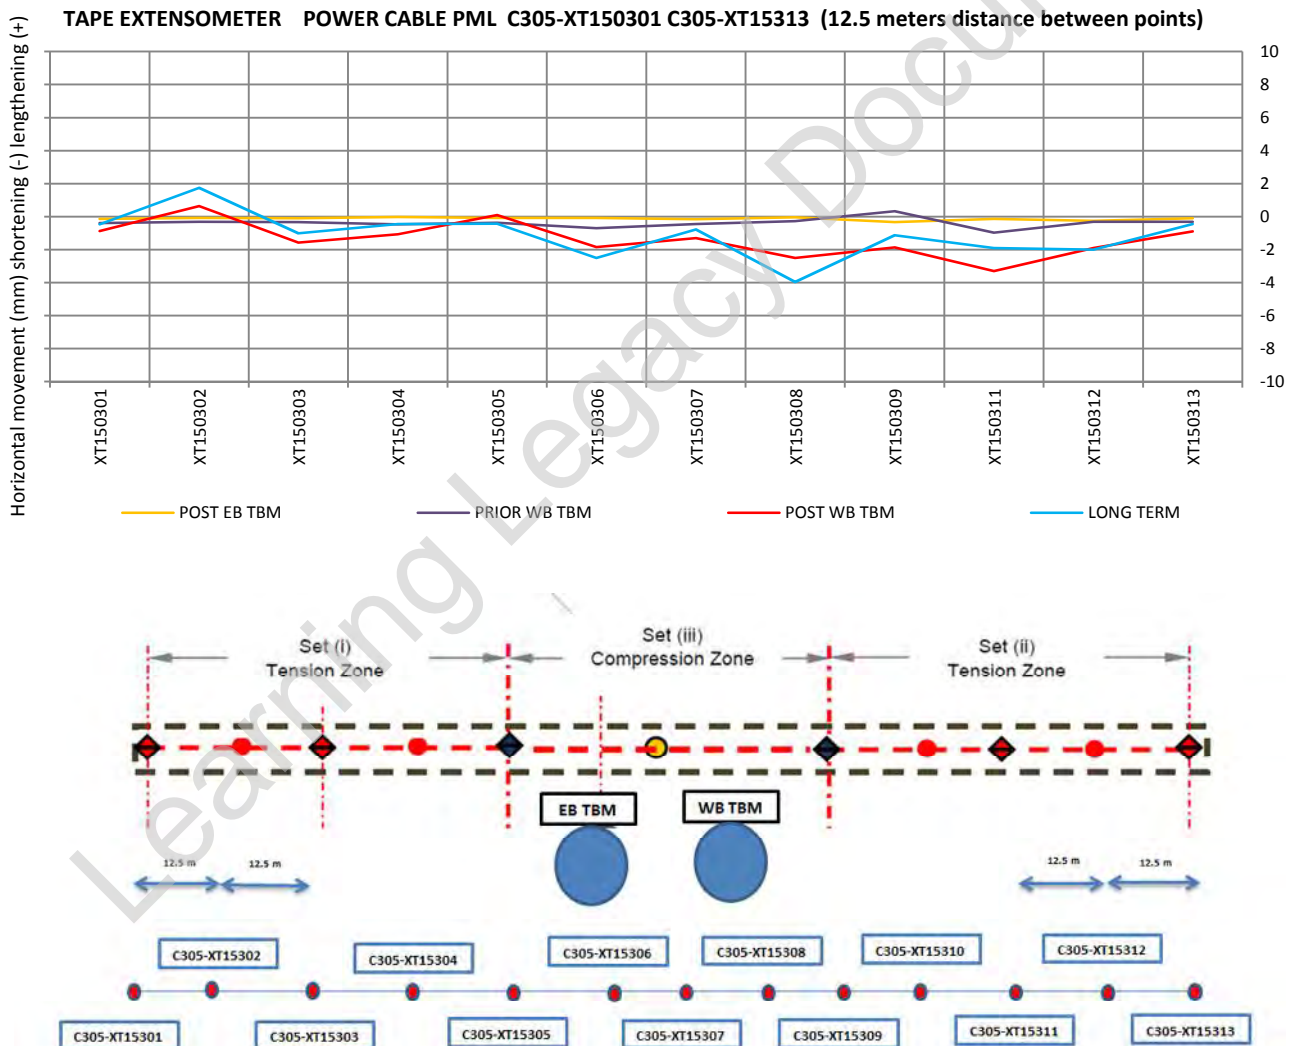 TAPE EXTENSOMETER POWER CABLE PML C305-XT150301 C305-XT15313 (12.5 meters distance between points)
Horizontal movement (mm) shortening (-) lengthening (+)
10
8
6
4
2
0
-2
-4
-6
-8
-10
XT150301
XT150302
XT150303
XT150304
XT150305
XT150306
XT150307
XT150308
XT150309
XT150311
XT150312
XT150313
POST EB TBM
PRIOR WB TBM
POST WB TBM
LONG TERM
Set (i)
Tension Zone
Set (iii)
Compression Zone
Set (ii)
Tension Zone
EB TBM
WB TBM
12.5 m
12.5 m
12.5 m
12.5 m
C305-XT15302
C305-XT15304
C305-XT15306
C305-XT15308
C305-XT15310
C305-XT15312
C305-XT15301
C305-XT15303
C305-XT15305
C305-XT15307
C305-XT15309
C305-XT15311
C305-XT15313
Learning Legacy Docu